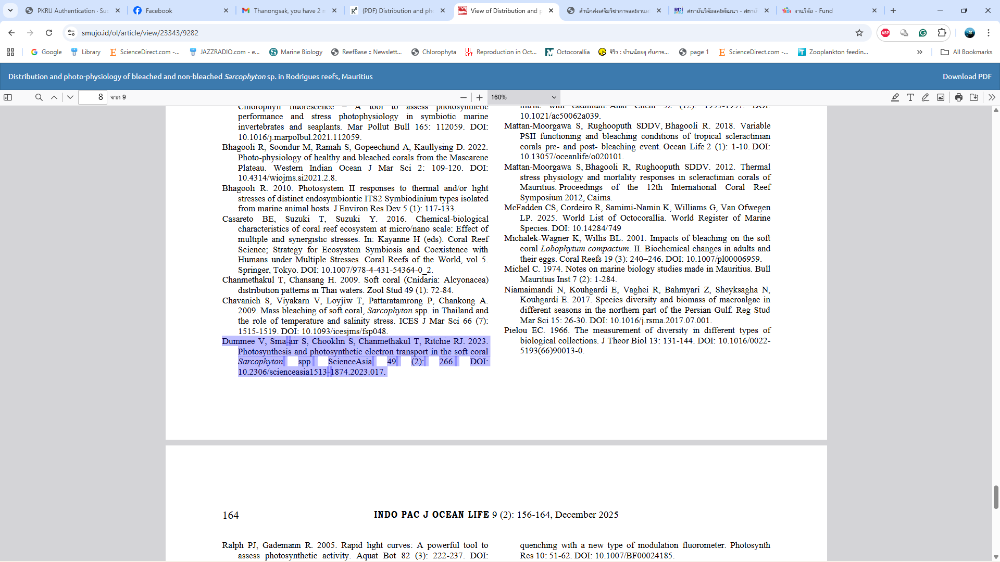 PKRU Authentication - Suc
Facebook
Thanongsak, you have 2 n
(PDF) Distribution and ph
View of Distribution and p
สำนักส่งเสริมวิชาการและงานท
สถาบันวิจัยและพัฒนา - สถาบั
งานวิจัย - Fund
smujo.id/ol/article/view/23343/9282
Google
Library
ScienceDirect.com -...
JAZZRADIO.com - e...
Marine Biology
ReefBase :: Newslett...
Chlorophyta
Reproduction in Oct...
Octocorallia
รีวิว : บ้านน้อยๆ กับการ...
page 1
ScienceDirect.com -...
Zooplankton feedin...
All Bookmarks
Distribution and photo-physiology of bleached and non-bleached Sarcophyton sp. in Rodrigues reefs, Mauritius
Download PDF
8 จาก 9
160%
Chlorophyll fluorescence – A tool to assess photosynthetic
performance and stress photophysiology in symbiotic marine
invertebrates and seaplants. Mar Pollut Bull 165: 112059. DOI:
10.1016/j.marpolbul.2021.112059.
Bhagooli R, Soondur M, Ramah S, Gopeechund A, Kaullysing D. 2022.
Photo-physiology of healthy and bleached corals from the Mascarene
Plateau. Western Indian Ocean J Mar Sci 2: 109-120. DOI:
10.4314/wiojms.si2021.2.8.
Bhagooli R. 2010. Photosystem II responses to thermal and/or light
stresses of distinct endosymbiontic ITS2 Symbiodinium types isolated
from marine animal hosts. J Environ Res Dev 5 (1): 117-133.
Casareto BE, Suzuki T, Suzuki Y. 2016. Chemical-biological
characteristics of coral reef ecosystem at micro/nano scale: Effect of
multiple and synergistic stresses. In: Kayanne H (eds). Coral Reef
Science; Strategy for Ecosystem Symbiosis and Coexistence with
Humans under Multiple Stresses. Coral Reefs of the World, vol 5.
Springer, Tokyo. DOI: 10.1007/978-4-431-54364-0_2.
Chanmethakul T, Chansang H. 2009. Soft coral (Cnidaria: Alcyonacea)
distribution patterns in Thai waters. Zool Stud 49 (1): 72-84.
Chavanich S, Viyakarn V, Loyjiw T, Pattaratamrong P, Chankong A.
2009. Mass bleaching of soft coral, Sarcophyton spp. in Thailand and
the role of temperature and salinity stress. ICES J Mar Sci 66 (7):
1515-1519. DOI: 10.1093/icesjms/fsp048.
Dummee V, Sma-air S, Chooklin S, Chanmethakul T, Ritchie RJ. 2023.
Photosynthesis and photosynthetic electron transport in the soft coral
Sarcophyton spp. ScienceAsia 49 (2): 266. DOI:
10.2306/scienceasia1513-1874.2023.017.
nitrite with cadmium. Anal Chem 52 (12): 1933-1937. DOI:
10.1021/ac50062a039.
Mattan-Moorgawa S, Rughooputh SDDV, Bhagooli R. 2018. Variable
PSII functioning and bleaching conditions of tropical scleractinian
corals pre- and post- bleaching event. Ocean Life 2 (1): 1-10. DOI:
10.13057/oceanlife/o020101.
Mattan-Moorgawa S, Bhagooli R, Rughooputh SDDV. 2012. Thermal
stress physiology and mortality responses in scleractinian corals of
Mauritius. Proceedings of the 12th International Coral Reef
Symposium 2012, Cairns.
McFadden CS, Cordeiro R, Samimi-Namin K, Williams G, Van Ofwegen
LP. 2025. World List of Octocorallia. World Register of Marine
Species. DOI: 10.14284/749
Michalek-Wagner K, Willis BL. 2001. Impacts of bleaching on the soft
coral Lobophytum compactum. II. Biochemical changes in adults and
their eggs. Coral Reefs 19 (3): 240–246. DOI: 10.1007/pl00006959.
Michel C. 1974. Notes on marine biology studies made in Mauritius. Bull
Mauritius Inst 7 (2): 1-284.
Niamaimandi N, Kouhgardi E, Vaghei R, Bahmyari Z, Sheyksagha N,
Kouhgardi E. 2017. Species diversity and biomass of macroalgae in
different seasons in the northern part of the Persian Gulf. Reg Stud
Mar Sci 15: 26-30. DOI: 10.1016/j.rsma.2017.07.001.
Pielou EC. 1966. The measurement of diversity in different types of
biological collections. J Theor Biol 13: 131-144. DOI: 10.1016/0022-
5193(66)90013-0.
164
INDO PAC J OCEAN LIFE 9 (2): 156-164, December 2025
Ralph PJ, Gademann R. 2005. Rapid light curves: A powerful tool to
assess photosynthetic activity. Aquat Bot 82 (3): 222-237. DOI:
quenching with a new type of modulation fluorometer. Photosynth
Res 10: 51-62. DOI: 10.1007/BF00024185.